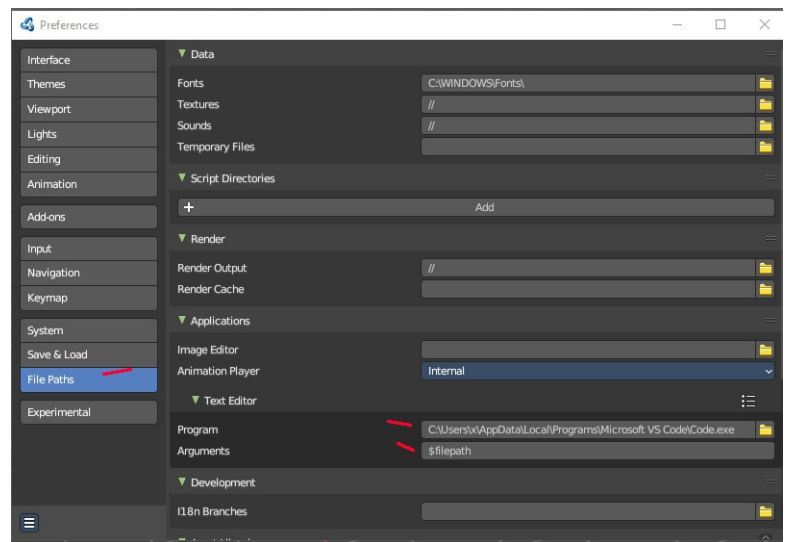 Preferences
Interface
Themes
Viewport
Lights
Editing
Animation
Add-ons
Input
Navigation
Keymap
System
Save & Load
File Paths
Experimental
Data
Fonts C:\WINDOWS\Fonts\
Textures //
Sounds //
Temporary Files
Script Directories
+ Add
Render
Render Output //
Render Cache
Applications
Image Editor
Animation Player Internal
Text Editor
Program C:\Users\x\AppData\Local\Programs\Microsoft VS Code\Code.exe
Arguments $filepath
Development
I18n Branches